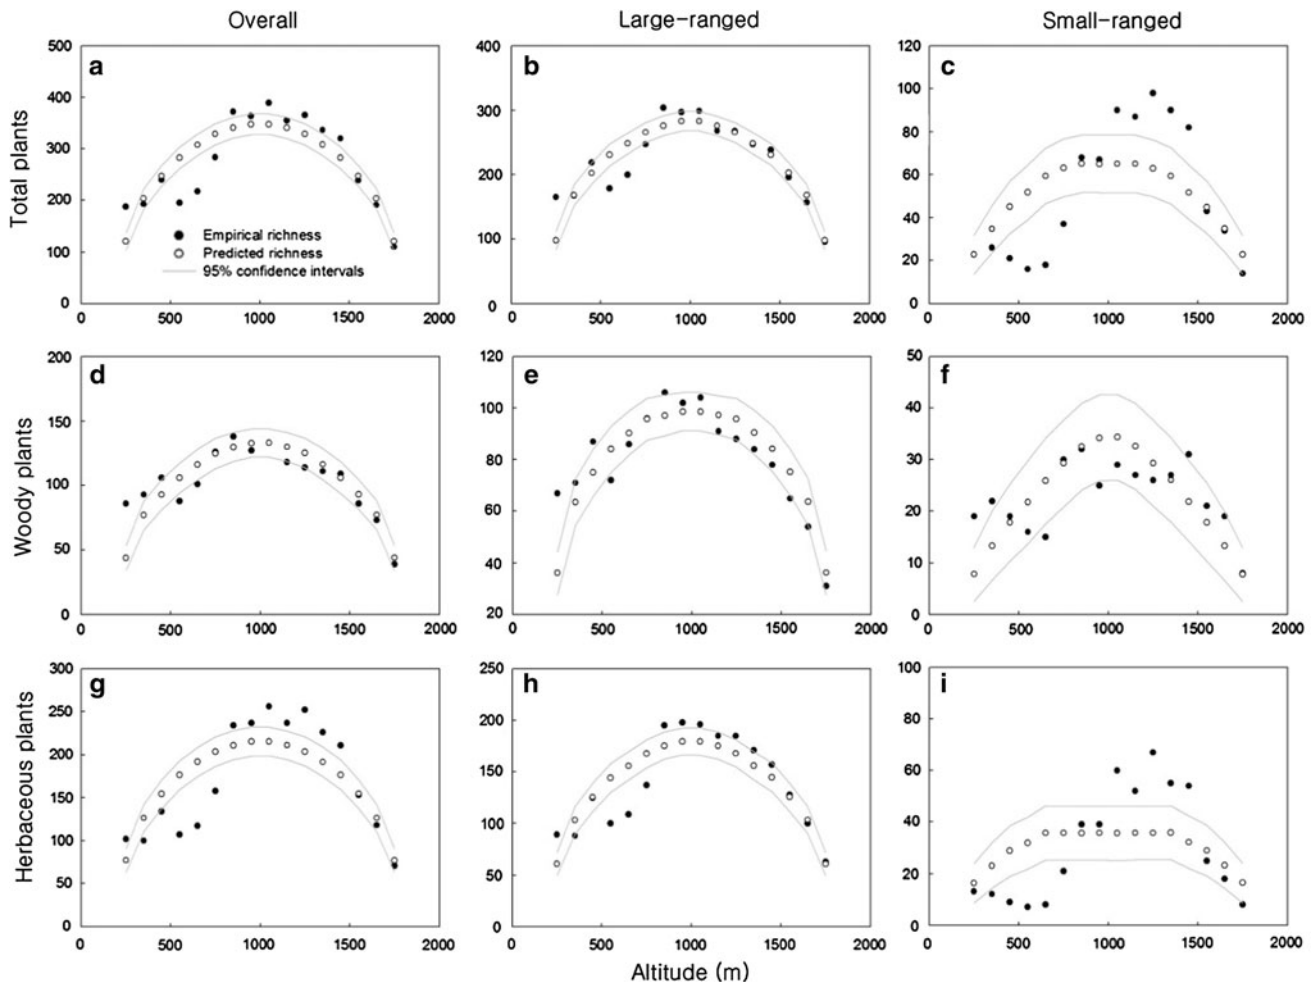 Overall Large-ranged Small-ranged
Total plants
a
500
400
300
200
100
0
0 500 1000 1500 2000
Empirical richness
Predicted richness
95% confidence intervals
b
400
300
200
100
0
0 500 1000 1500 2000
c
120
100
80
60
40
20
0
0 500 1000 1500 2000
Woody plants
d
200
150
100
50
0
0 500 1000 1500 2000
e
120
100
80
60
40
20
0 500 1000 1500 2000
f
50
40
30
20
10
0
0 500 1000 1500 2000
Herbaceous plants
g
300
250
200
150
100
50
0
0 500 1000 1500 2000
h
250
200
150
100
50
0
0 500 1000 1500 2000
i
100
80
60
40
20
0
0 500 1000 1500 2000
Altitude (m)